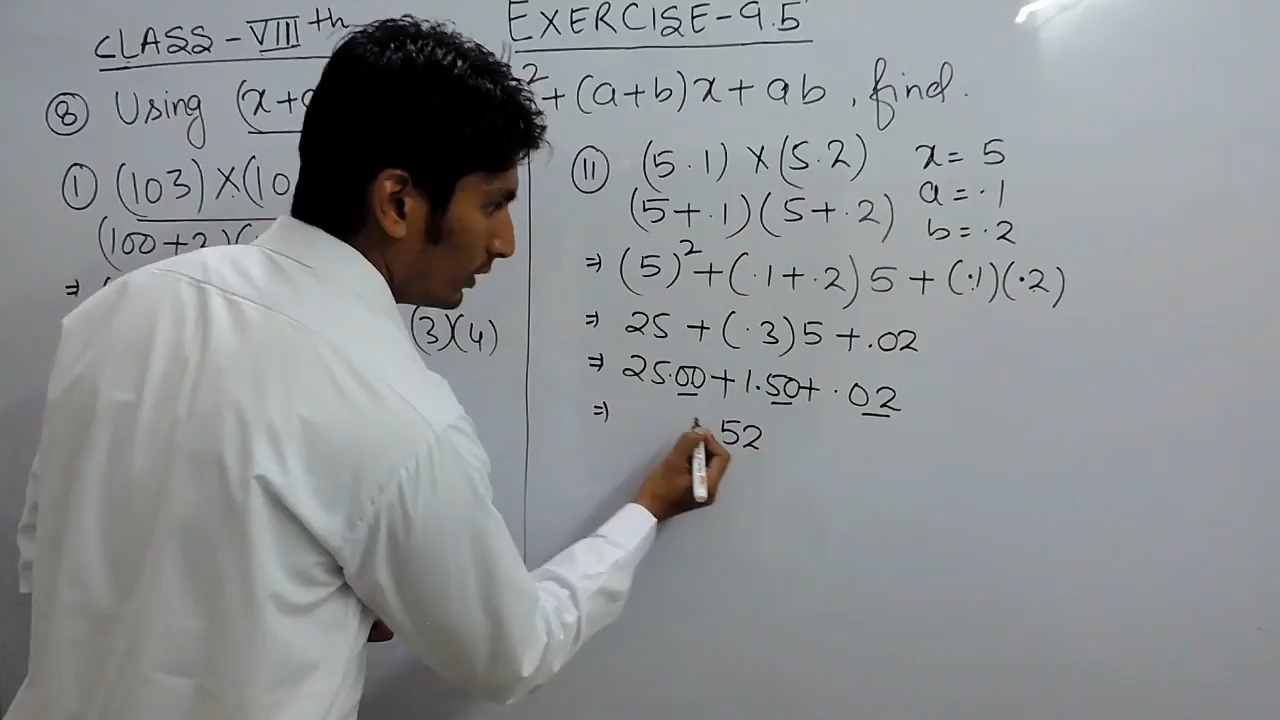 CLASS-VIII th
EXERCISE-9.5
⑧ Using (x+ ² +(a+b)x+ab, find.
Ⓘ (103)X(10
(100+
⇒
(3)(4)
⑪ (5.1)X(5.2)
x=5
(5+.1)(5+.2)
a=.1
b=.2
⇒ (5)²+(.1+.2)5+(.1)(.2)
⇒ 25+(.3)5+.02
⇒ 25.00+1.50+.02
⇒ 52